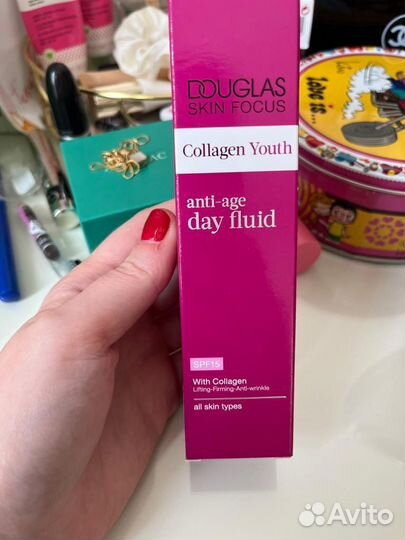 DOUGLAS
SKIN FOCUS
Collagen Youth
anti-age
day fluid
SPF15
With Collagen
Lifting-Firming-Anti-wrinkle
all skin types
LOVE IS...
Avito